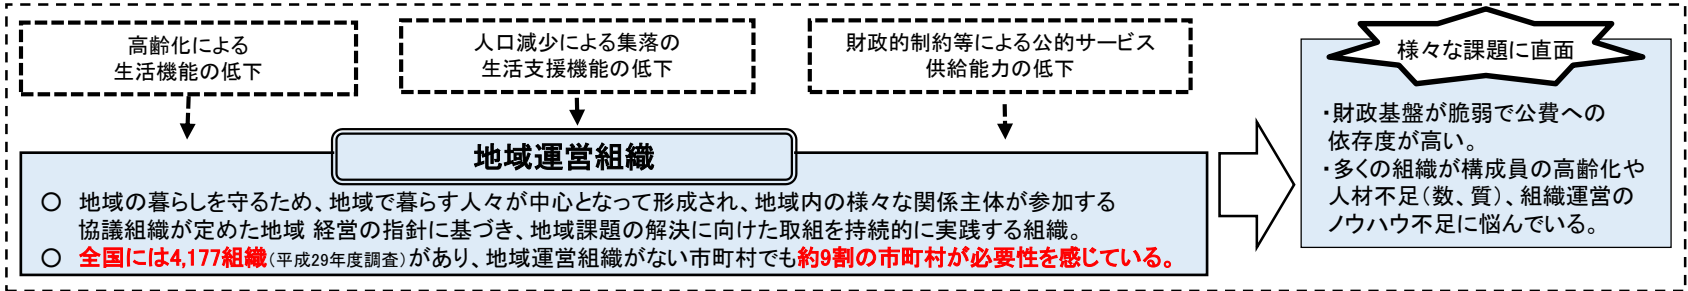 高齢化による
生活機能の低下
人口減少による集落の
生活支援機能の低下
財政的制約等による公的サービス
供給能力の低下
地域運営組織
○ 地域の暮らしを守るため、地域で暮らす人々が中心となって形成され、地域内の様々な関係主体が参加する
協議組織が定めた地域 経営の指針に基づき、地域課題の解決に向けた取組を持続的に実践する組織。
○ 全国には4,177組織(平成29年度調査)があり、地域運営組織がない市町村でも約9割の市町村が必要性を感じている。
様々な課題に直面
・財政基盤が脆弱で公費への
依存度が高い。
・多くの組織が構成員の高齢化や
人材不足(数、質)、組織運営の
ノウハウ不足に悩んでいる。